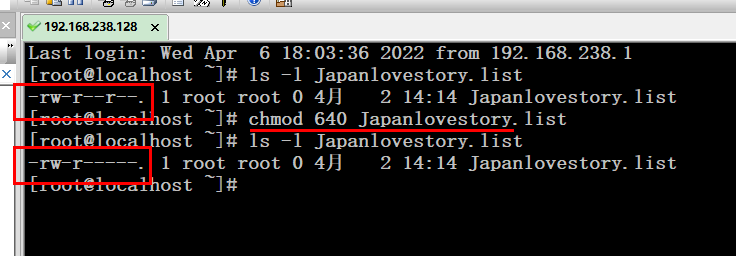 192.168.238.128 ×
Last login: Wed Apr  6 18:03:36 2022 from 192.168.238.1
[root@localhost ~]# ls -l Japanlovestory.list
-rw-r--r--. 1 root root 0 4月   2 14:14 Japanlovestory.list
[root@localhost ~]# chmod 640 Japanlovestory.list
[root@localhost ~]# ls -l Japanlovestory.list
-rw-r-----. 1 root root 0 4月   2 14:14 Japanlovestory.list
[root@localhost ~]#